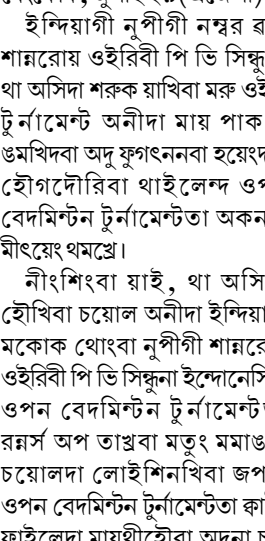 ইন্দিয়াগী নুপীগী নম্বর ৱ
শান্নরোয় ওইরিবী পি ভি সিন্ধু
থা অসিদা শরুক য়াখিবা মরু ওই
টুর্নামেন্ট অনীদা মায় পাক
ঙমখিদবা অদু ফুগৎননবা হয়েংদ
হৌগদৌরিবা থাইলেন্দ ওপ
বেদমিন্টন টুর্নামেন্টতা অকন
মীৎয়েং থমখ্রে।
নীংশিংবা য়াই, থা অসি
হৌখিবা চয়োল অনীদা ইন্দিয়া
মকোক থোংবা নুপীগী শান্নরো
ওইরিবী পি ভি সিন্ধুনা ইন্দোনেসি
ওপন বেদমিন্টন টুর্নামেন্ট
রন্নর্স অপ তাখ্রবা মতুং মমাঙ
চয়োলদা লোইশিনখিবা জপ
ওপন বেদমিন্টন টুর্নামেন্টতা ক্বা
ফাইলেদা মায়থীহৌবা অদুনা চ